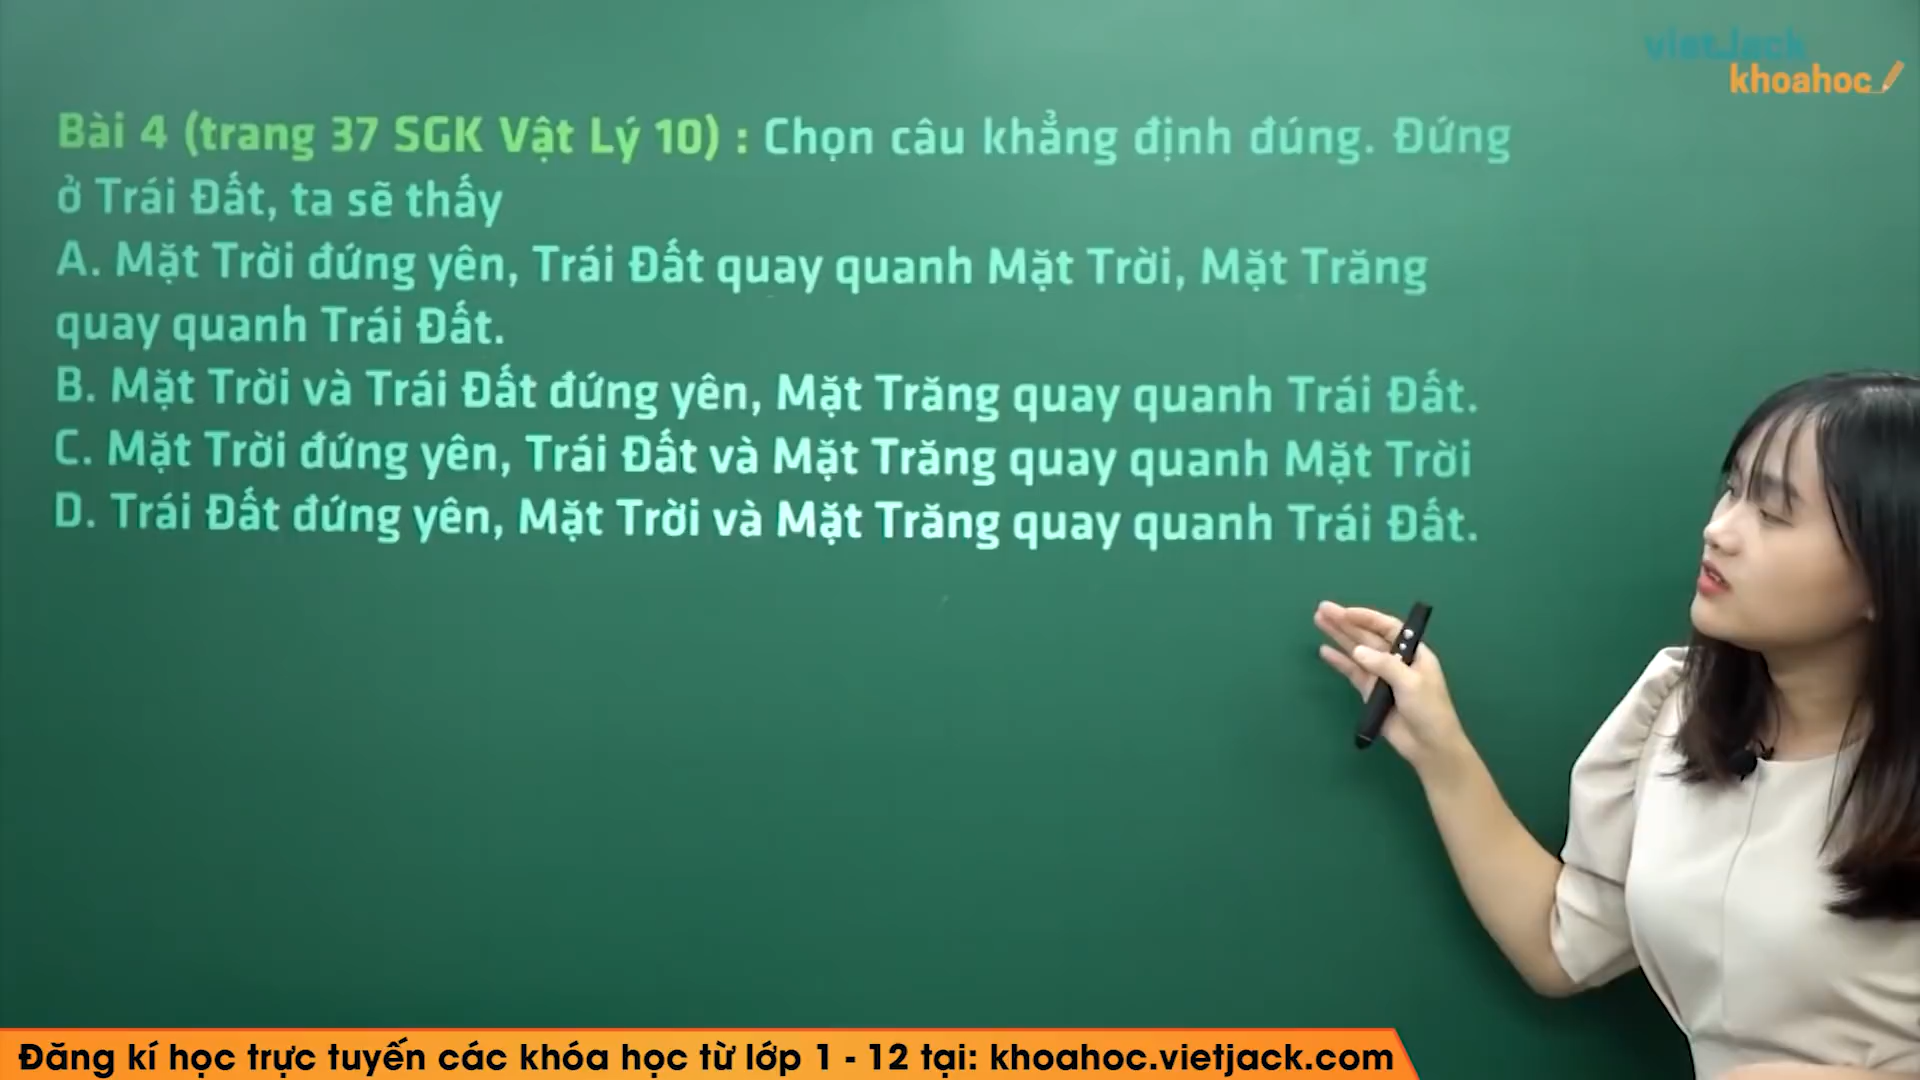 vietJack
khoahoc
Bài 4 (trang 37 SGK Vật Lý 10) : Chọn câu khẳng định đúng. Đứng
ở Trái Đất, ta sẽ thấy
A. Mặt Trời đứng yên, Trái Đất quay quanh Mặt Trời, Mặt Trăng
quay quanh Trái Đất.
B. Mặt Trời và Trái Đất đứng yên, Mặt Trăng quay quanh Trái Đất.
C. Mặt Trời đứng yên, Trái Đất và Mặt Trăng quay quanh Mặt Trời
D. Trái Đất đứng yên, Mặt Trời và Mặt Trăng quay quanh Trái Đất.
Đăng kí học trực tuyến các khóa học từ lớp 1 - 12 tại: khoahoc.vietjack.com